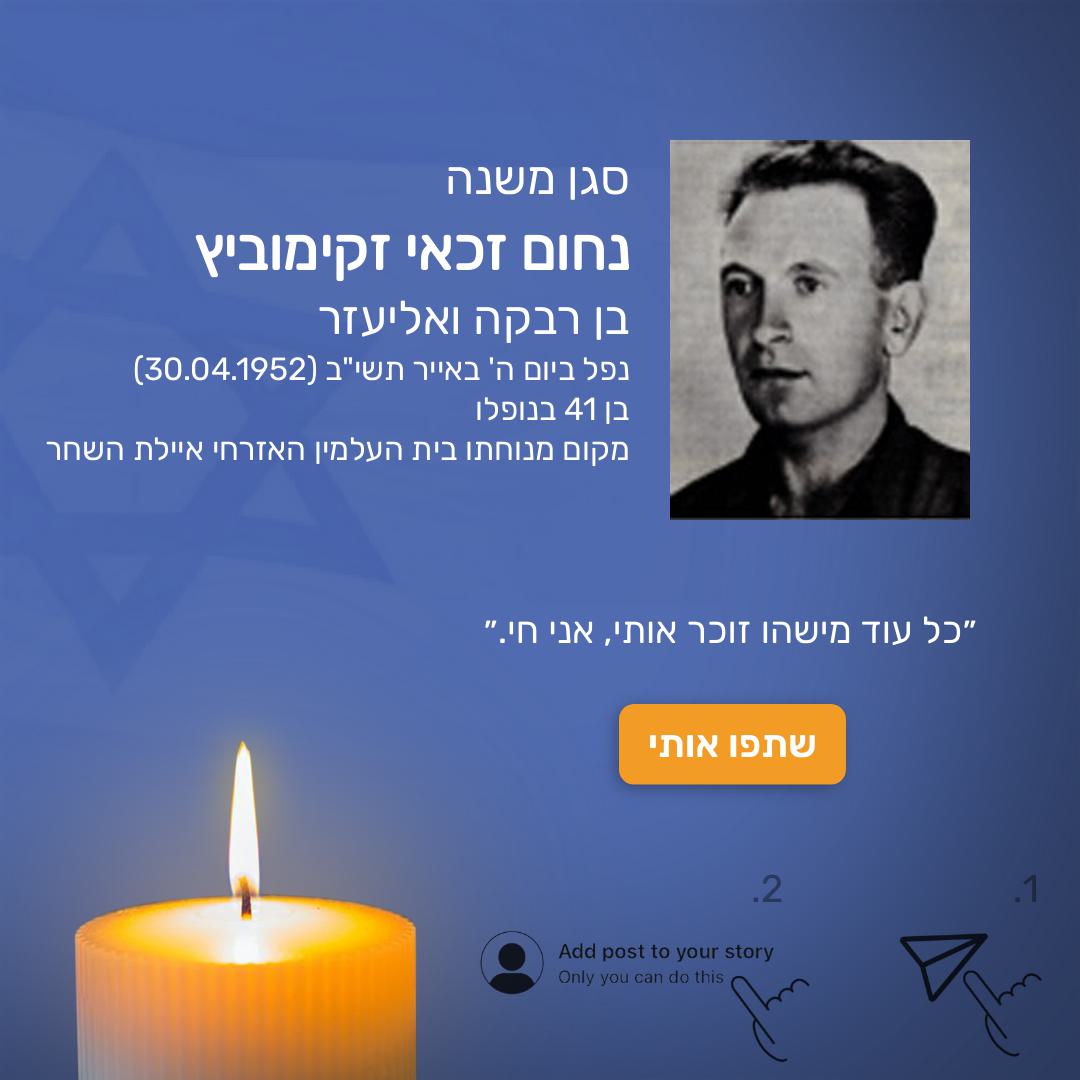 סגן משנה
נחום זכאי זקימוביץ
בן רבקה ואליעזר
נפל ביום ה' באייר תשי"ב (30.04.1952)
בן 41 בנופלו
מקום מנוחתו בית העלמין האזרחי איילת השחר
״כל עוד מישהו זוכר אותי, אני חי.״
שתפו אותי
1.
2.
Add post to your story
Only you can do this